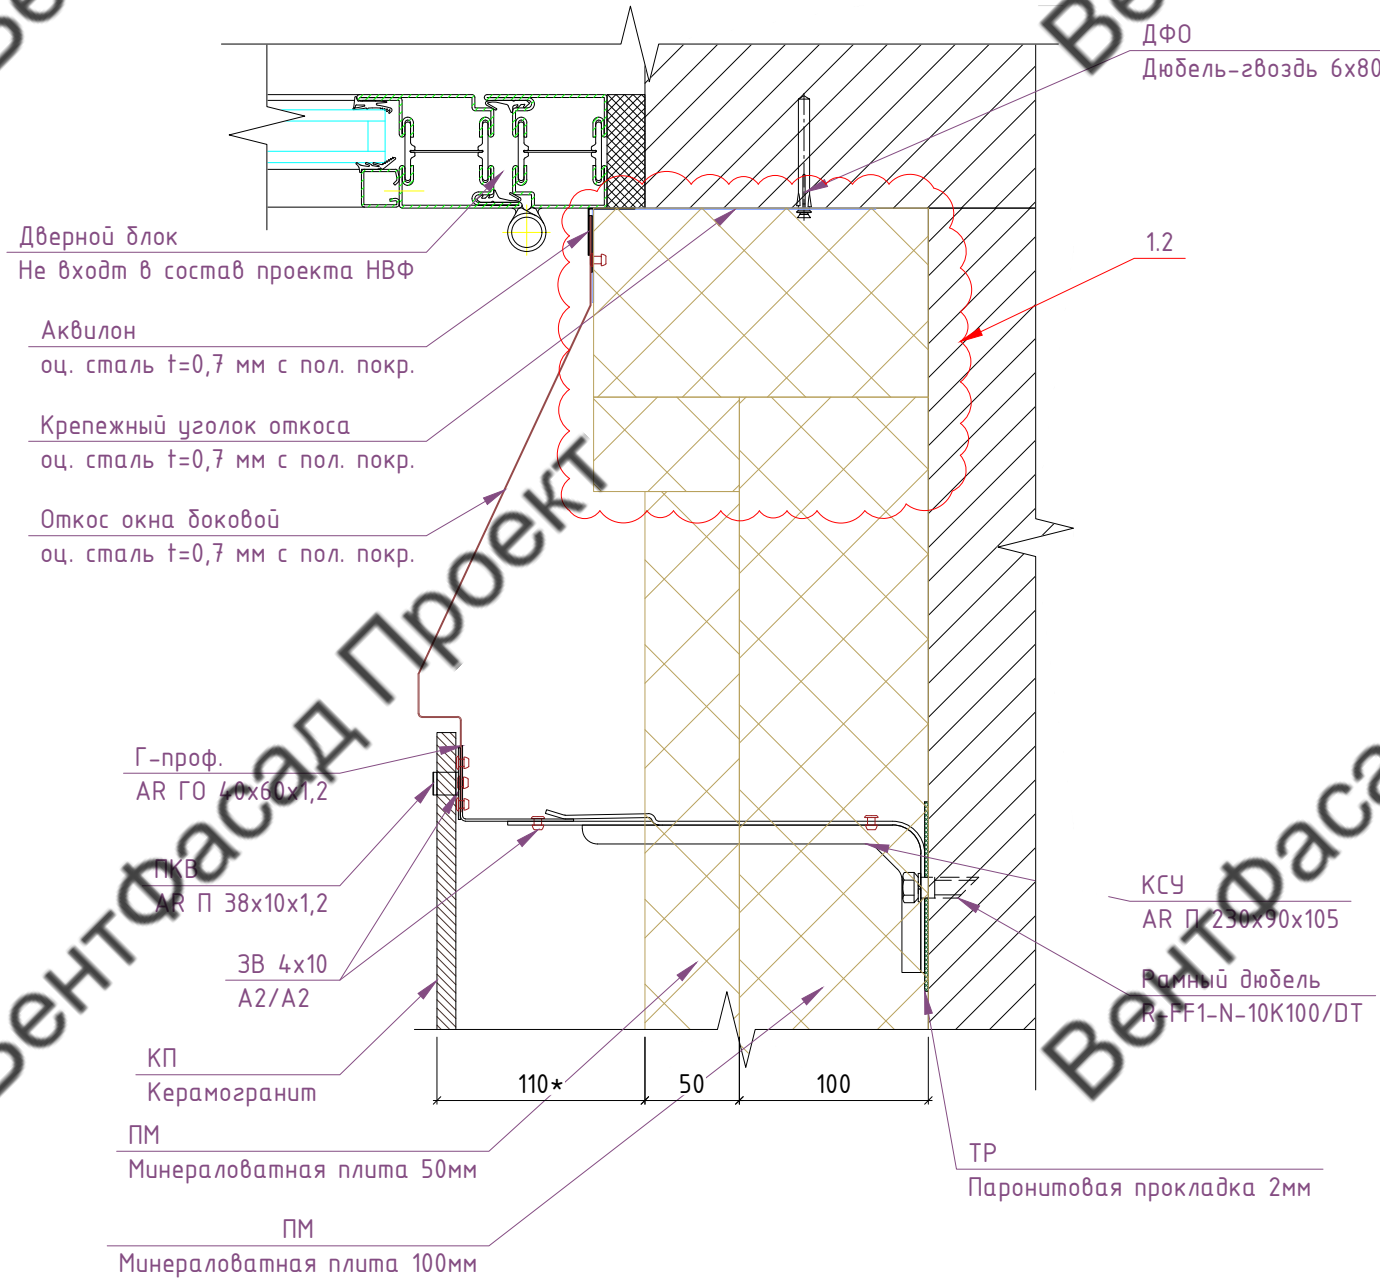 ДФО
Дюбель-гвоздь 6х80
1.2
Дверной блок
Не входт в состав проекта НВФ
Аквилон
оц. сталь t=0,7 мм с пол. покр.
Крепежный уголок откоса
оц. сталь t=0,7 мм с пол. покр.
Откос окна боковой
оц. сталь t=0,7 мм с пол. покр.
Г-проф.
AR ГО 40х60х1,2
ПКВ
AR П 38х10х1,2
ЗВ 4х10
А2/А2
КП
Керамогранит
ПМ
Минераловатная плита 50мм
ПМ
Минераловатная плита 100мм
КСУ
AR П 230х90х105
Рамный дюбель
R-FF1-N-10K100/DT
ТР
Паронитовая прокладка 2мм
110*
50
100
ВентФасад Проект
ВентФаса
Ве
Вен